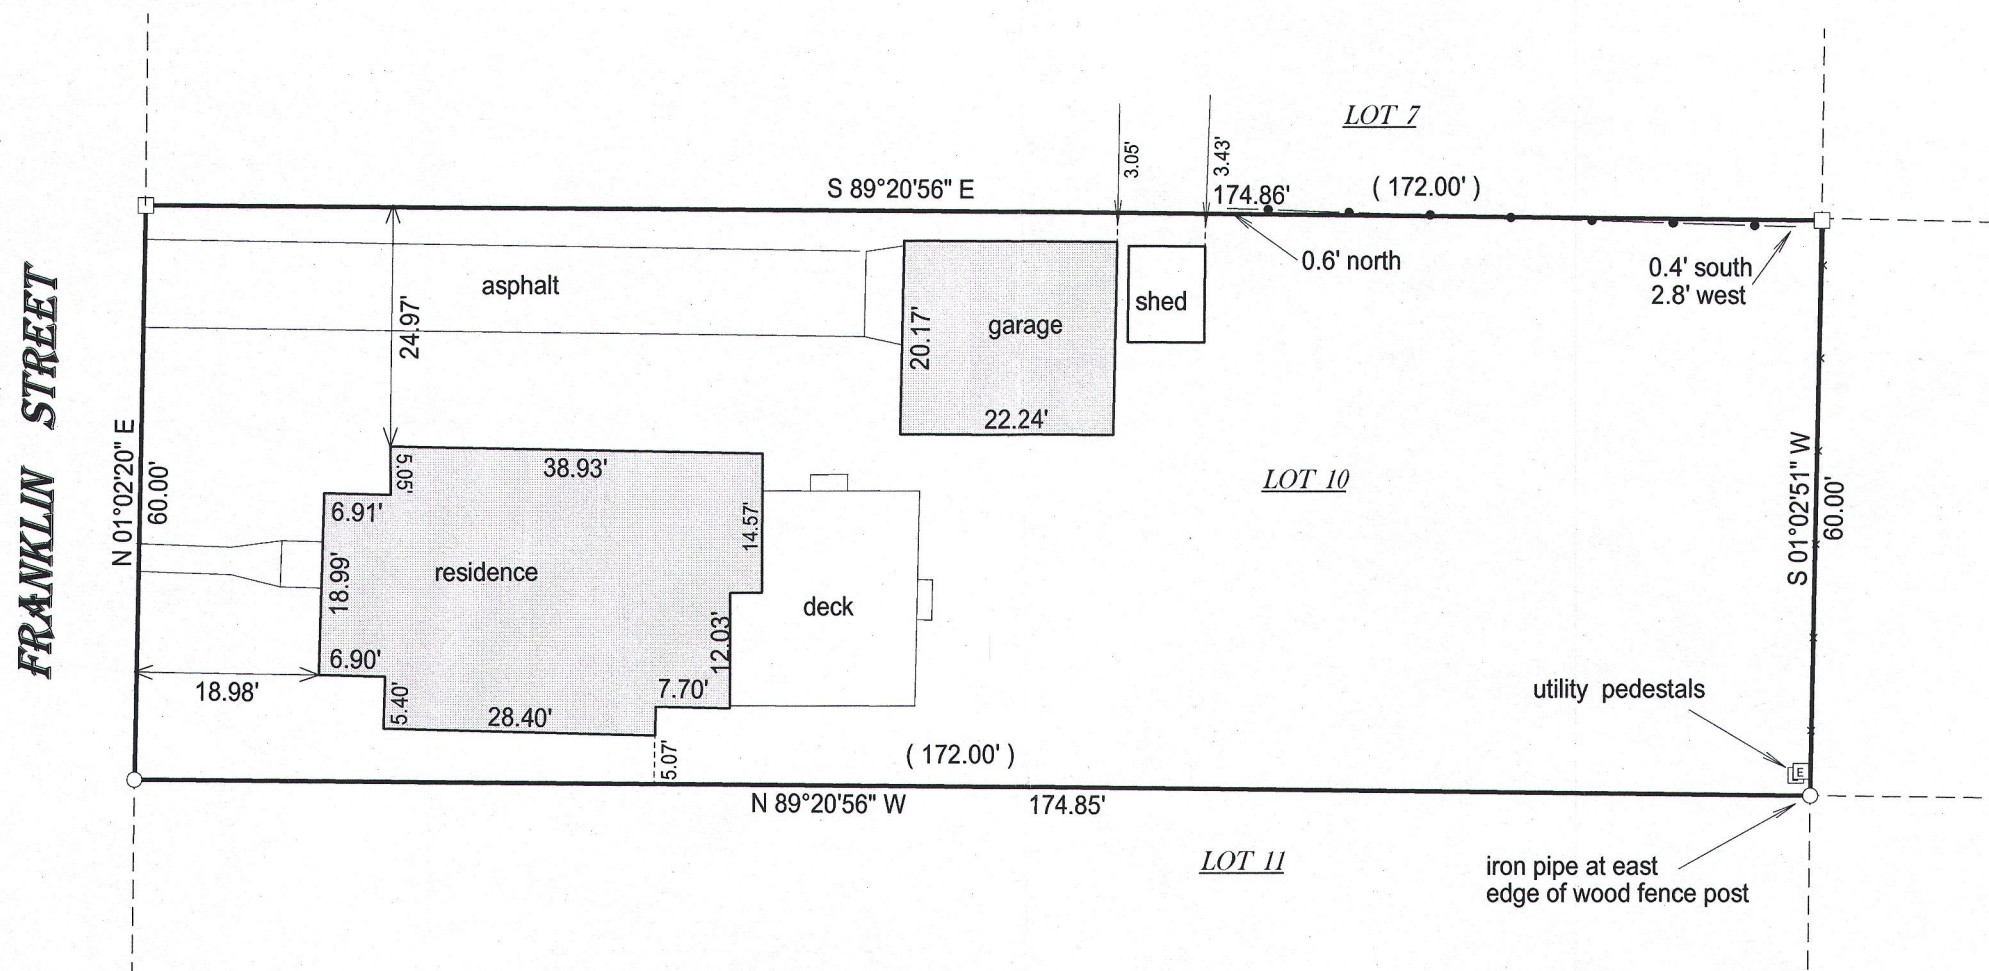 LOT 7
3.05'
3.43'
S 89°20'56" E
174.86'
( 172.00' )
0.6' north
0.4' south
2.8' west
asphalt
24.97'
garage
20.17'
22.24'
shed
FRANKLIN STREET
N 01°02'20" E
60.00'
5.05'
38.93'
6.91'
14.57'
18.99'
residence
deck
12.03'
6.90'
5.40'
7.70'
28.40'
18.98'
5.07'
LOT 10
S 01°02'51" W
60.00'
utility pedestals
E
( 172.00' )
N 89°20'56" W
174.85'
LOT 11
iron pipe at east
edge of wood fence post